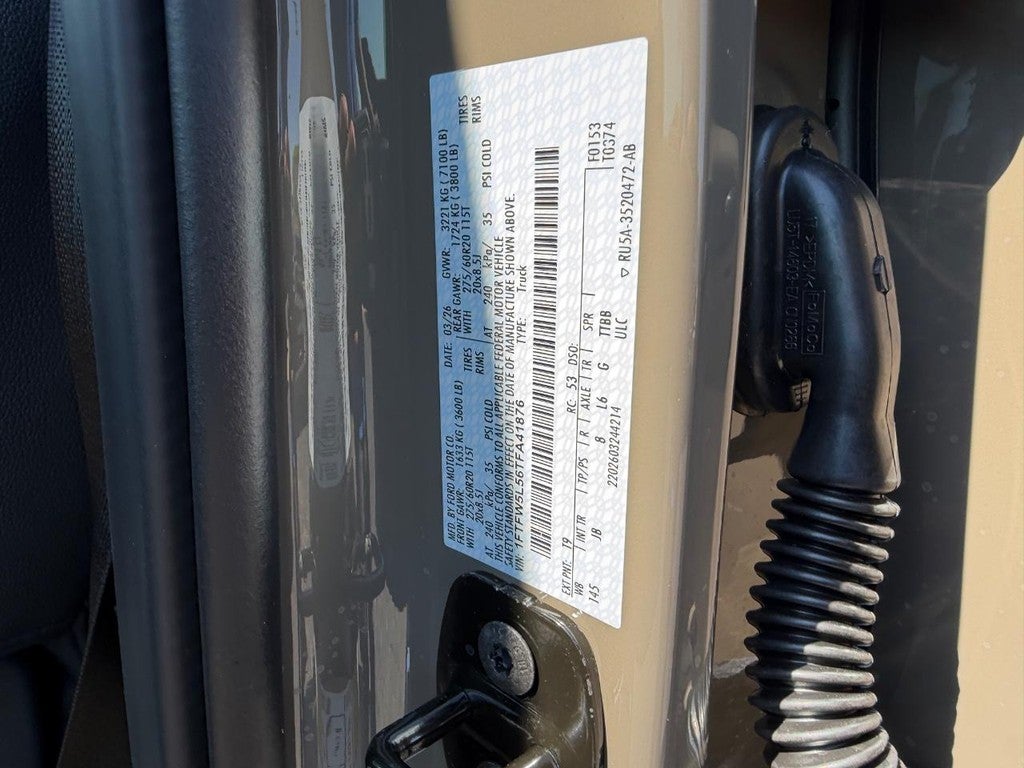 MFD. BY FORD MOTOR CO.
DATE: 03/26 GVWR: 3221 KG ( 7100 LB)
FRONT GAWR: 1633 KG ( 3600 LB) REAR GAWR: 1724 KG ( 3800 LB)
WITH 275/60R20 115T TIRES WITH 275/60R20 115T TIRES
20x8.5J RIMS 20x8.5J RIMS
AT 240 kPa/ 35 PSI COLD AT 240 kPa/ 35 PSI COLD
THIS VEHICLE CONFORMS TO ALL APPLICABLE FEDERAL MOTOR VEHICLE
SAFETY STANDARDS IN EFFECT ON THE DATE OF MANUFACTURE SHOWN ABOVE.
VIN: 1FTFW5L56TFA41876 TYPE: Truck
EXT PNT: T9 RC: 53 DSO: F0153
WB INT TR TP/PS R AXLE TR SPR T0374
145 JB B L6 G TTBB
ULC
2202603244214 RU5A-3520472-AB
>EPDM<
FoMoCo